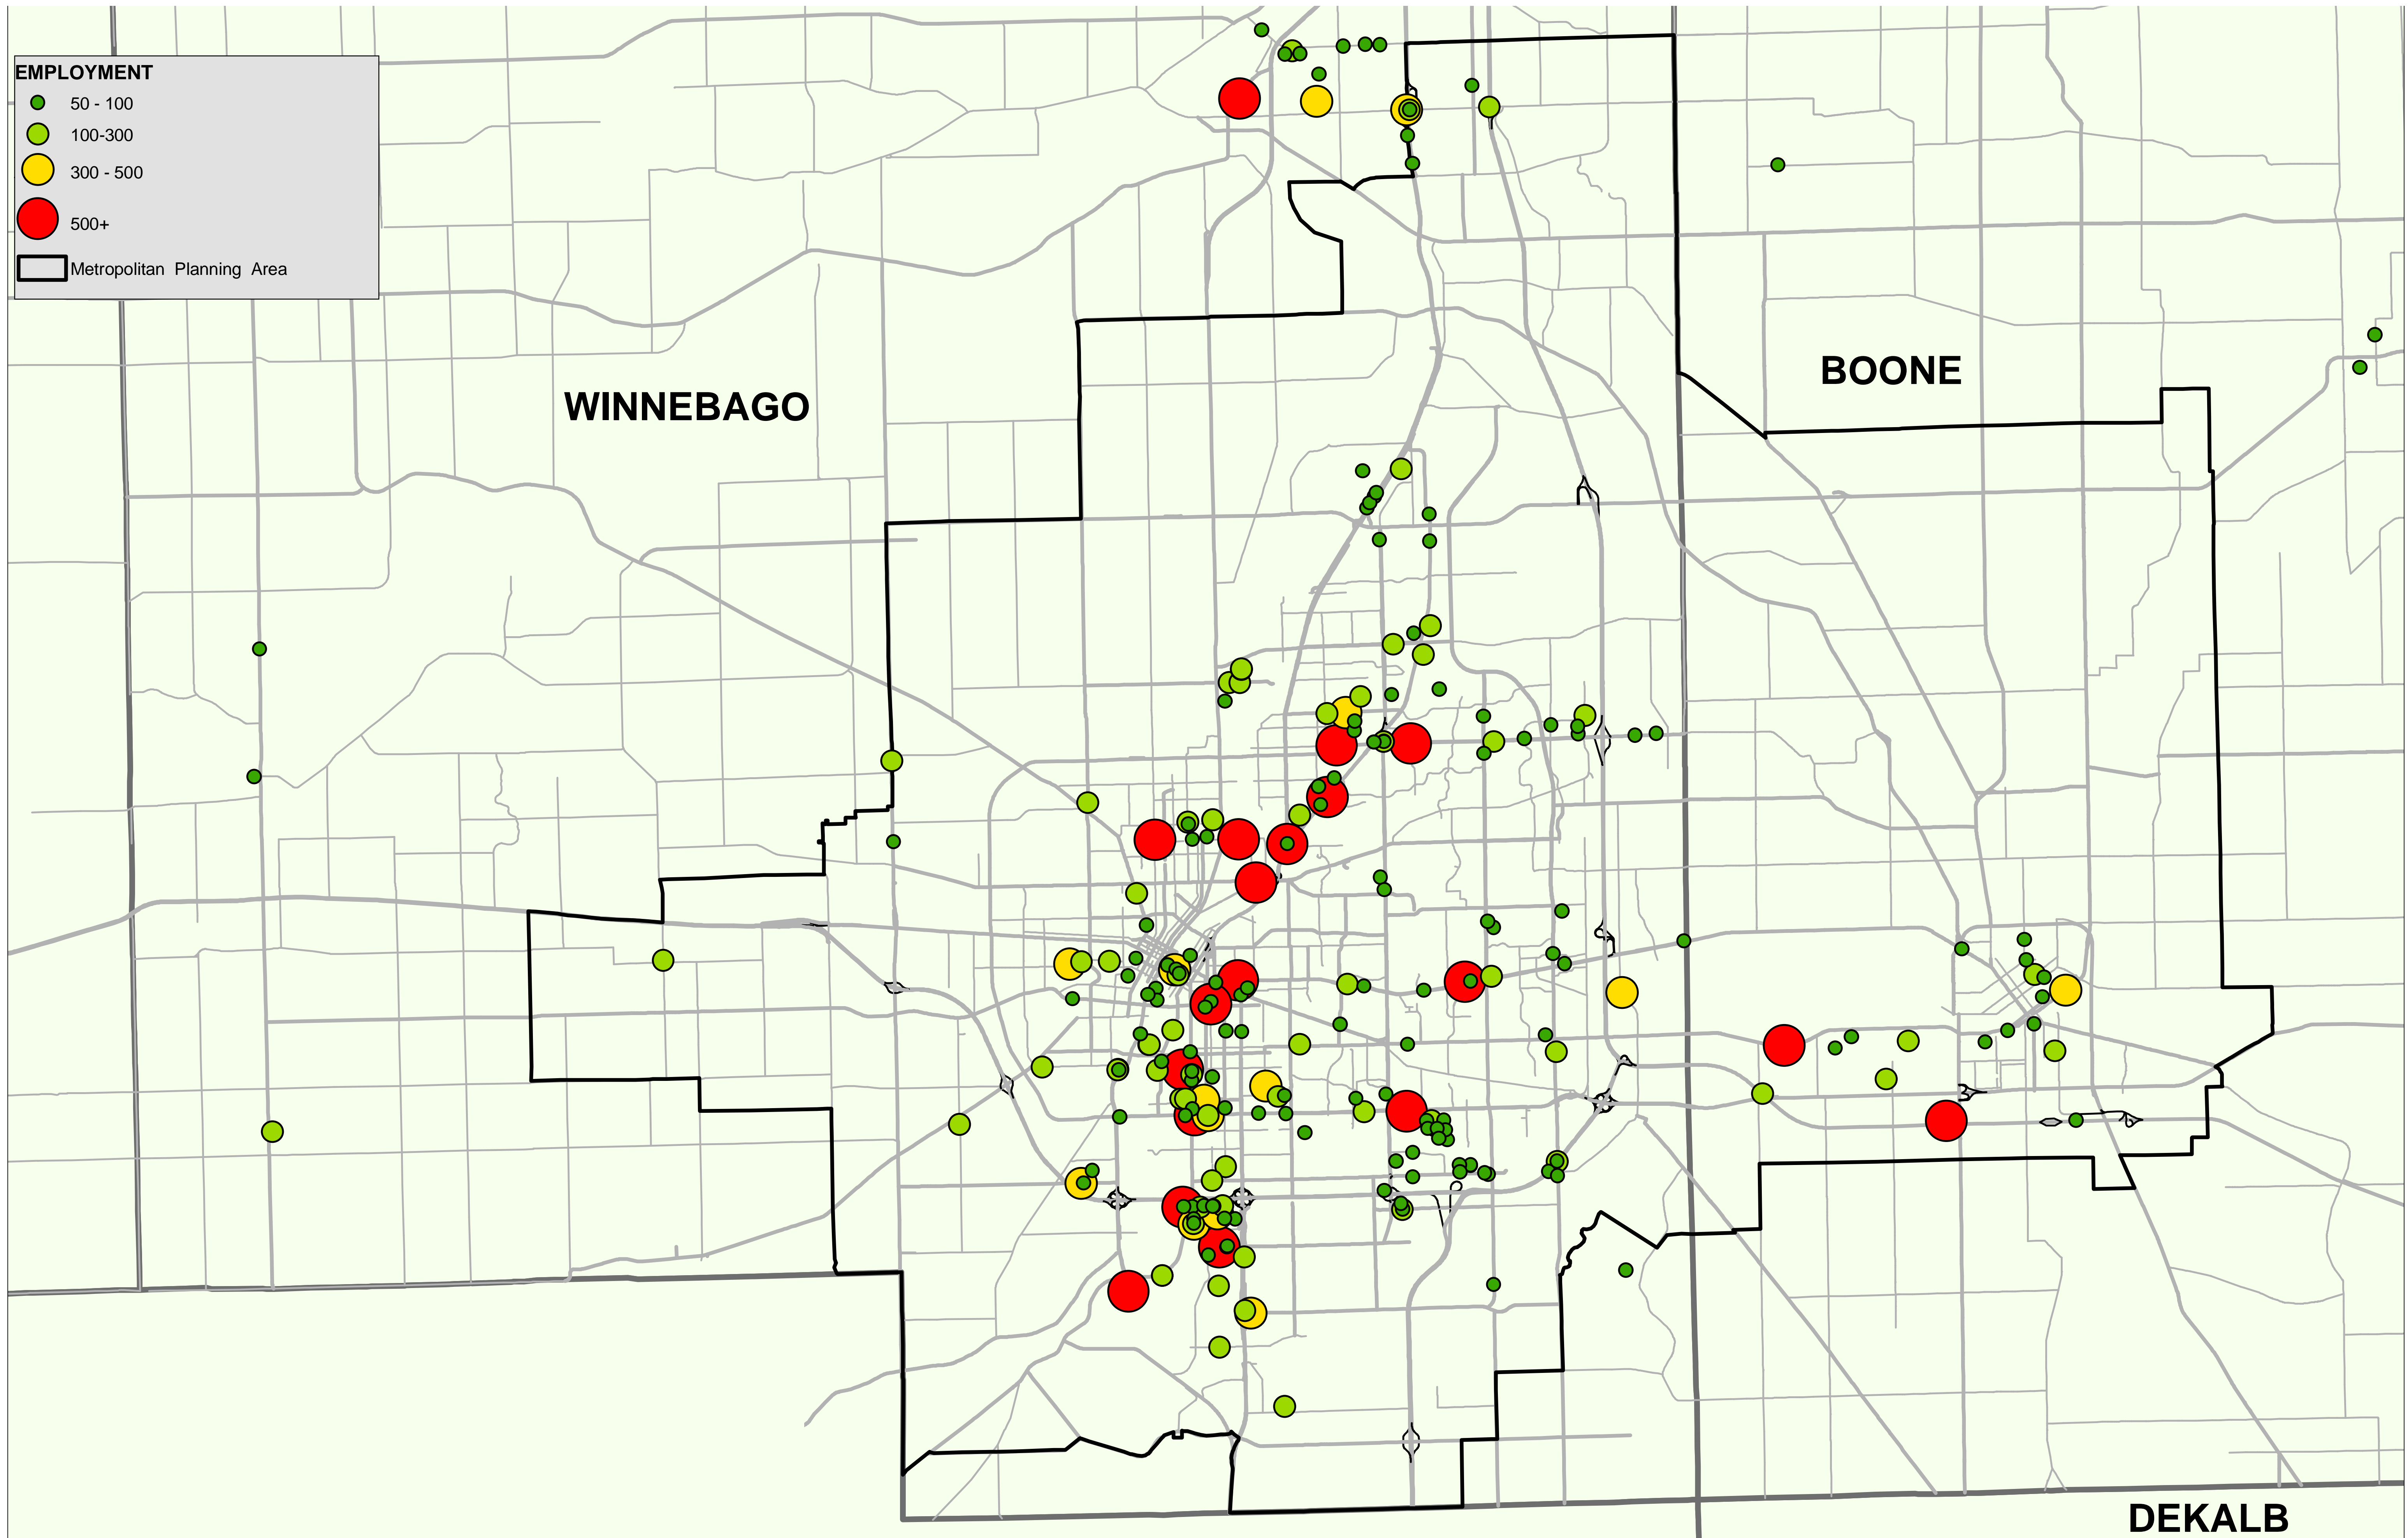 EMPLOYMENT
50 - 100
100-300
300 - 500
500+
Metropolitan Planning Area
BOONE
WINNEBAGO
DEKALB